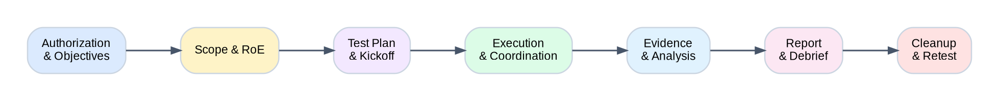 Authorization
& Objectives
Scope & RoE
Test Plan
& Kickoff
Execution
& Coordination
Evidence
& Analysis
Report
& Debrief
Cleanup
& Retest